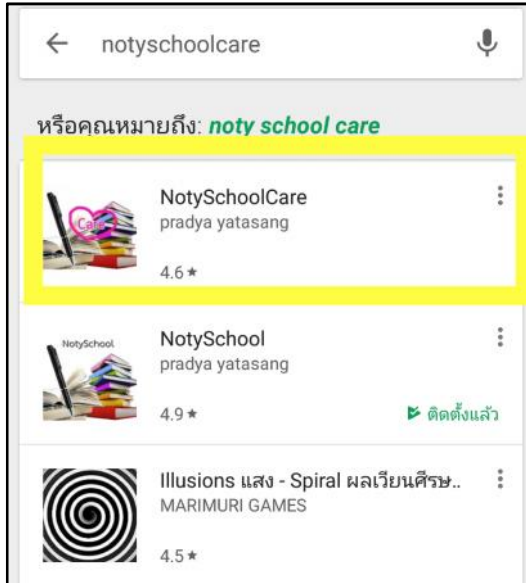 notyschoolcare
หรือคุณหมายถึง: noty school care
Care
NotySchoolCare
pradya yatasang
4.6★
NotySchool
NotySchool
pradya yatasang
4.9★
ติดตั้งแล้ว
Illusions แสง - Spiral ผลเวียนศีรษ..
MARIMURI GAMES
4.5★